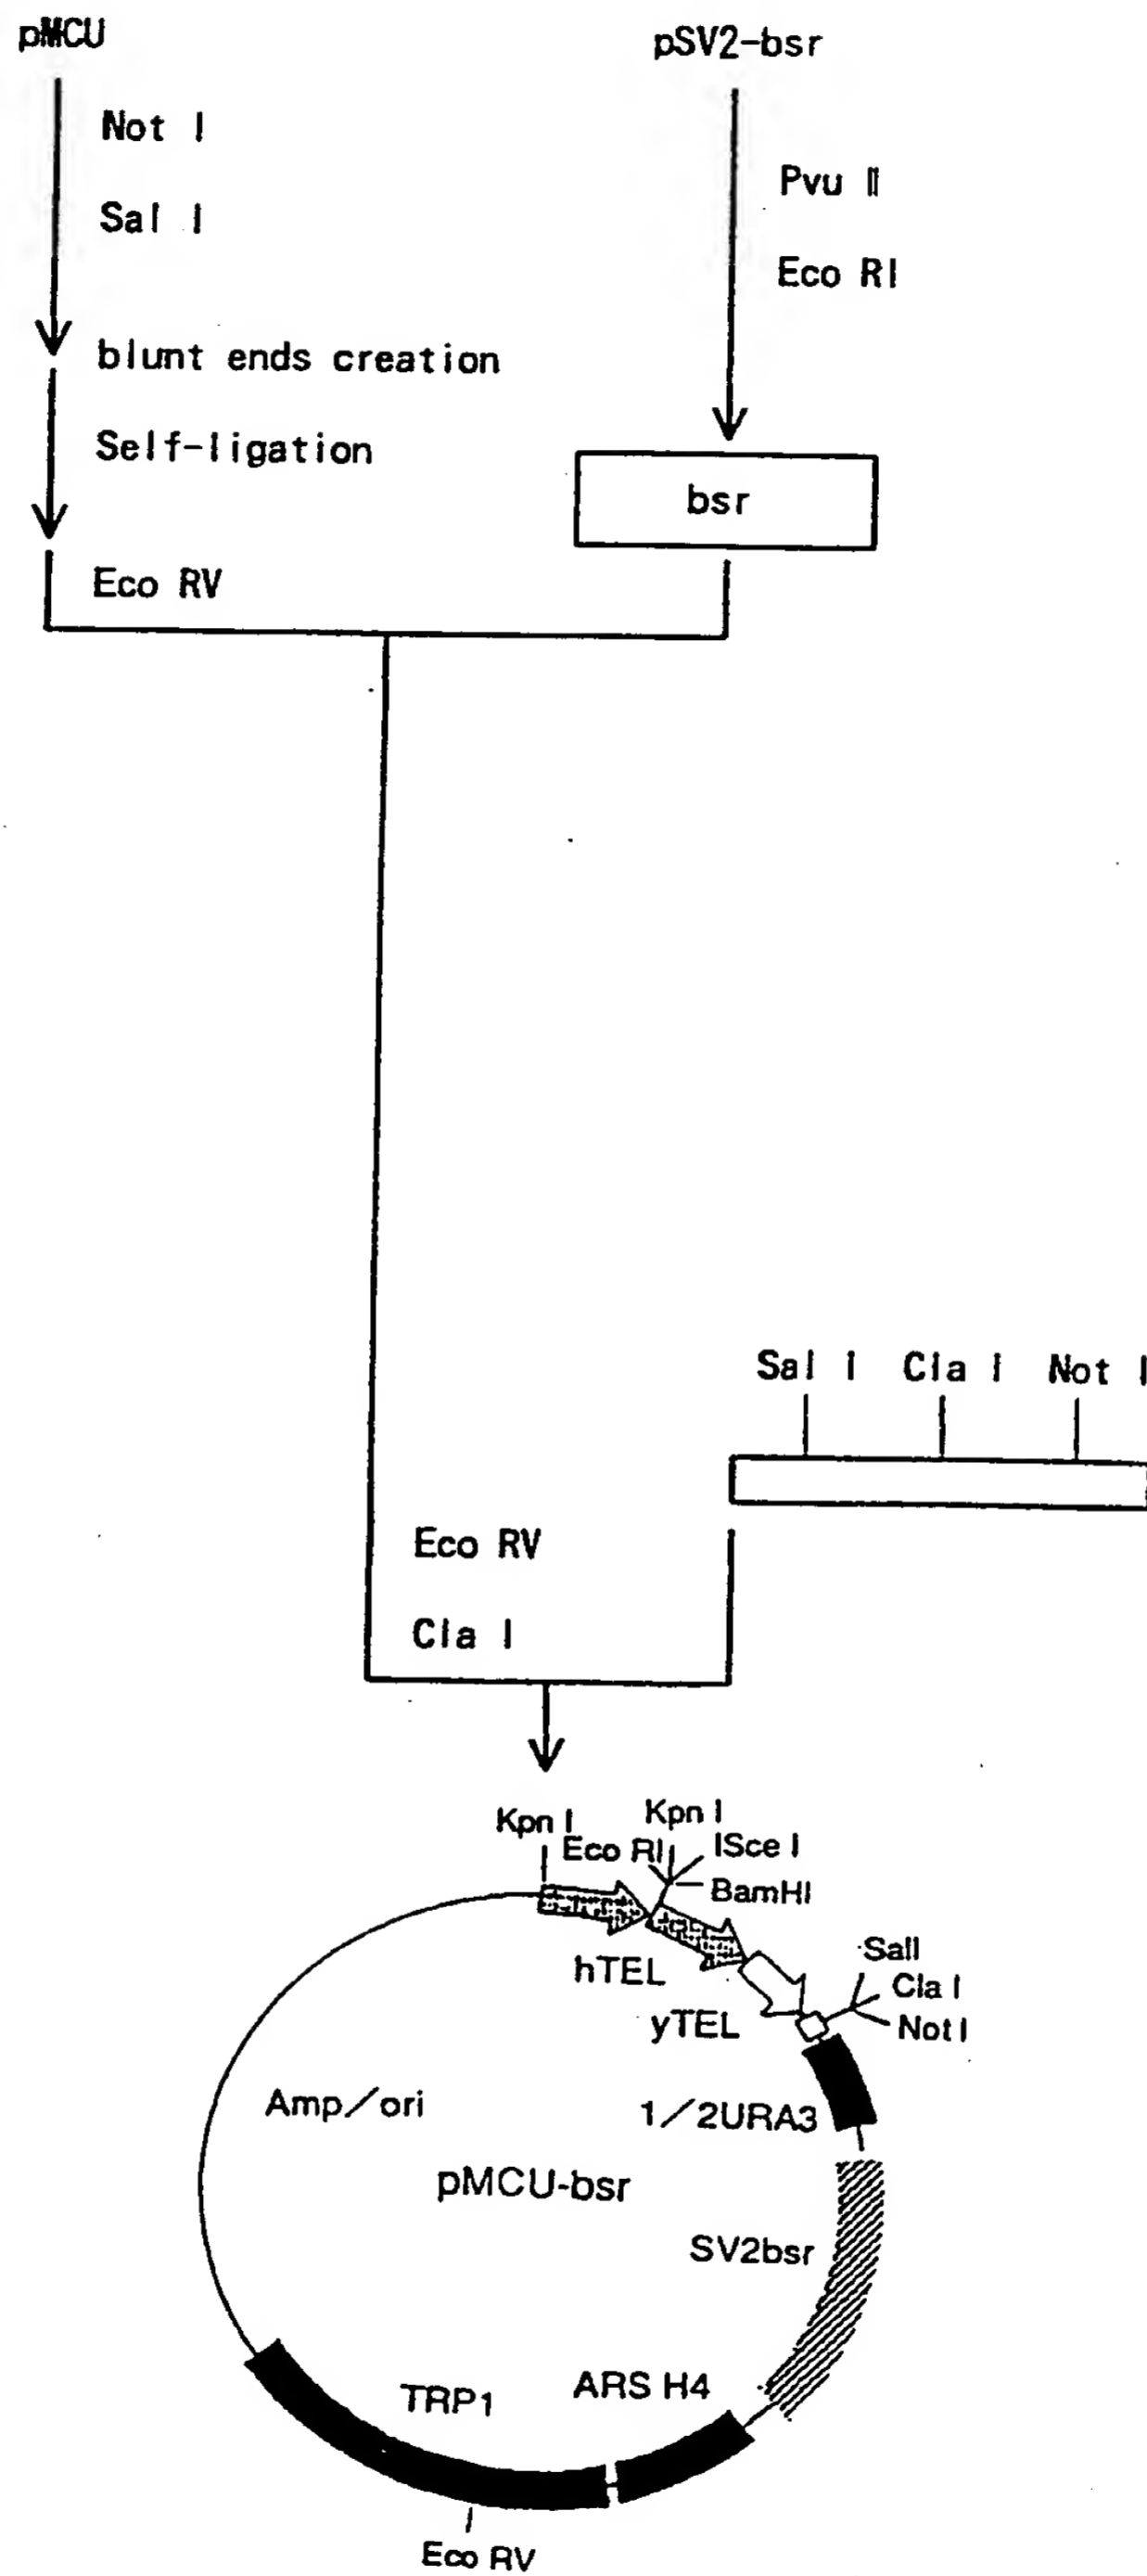 pMCU
pSV2-bsr
Not I
Pvu II
Sal I
Eco RI
blunt ends creation
Self-ligation
bsr
Eco RV
Sal I Cla I Not I
Eco RV
Cla I
Kpn I
Kpn I
Eco RI
ISce I
BamHI
hTEL
SalI
Cla I
yTEL
NotI
Amp/ori
1/2URA3
pMCU-bsr
SV2bsr
ARS H4
TRP1
Eco RV